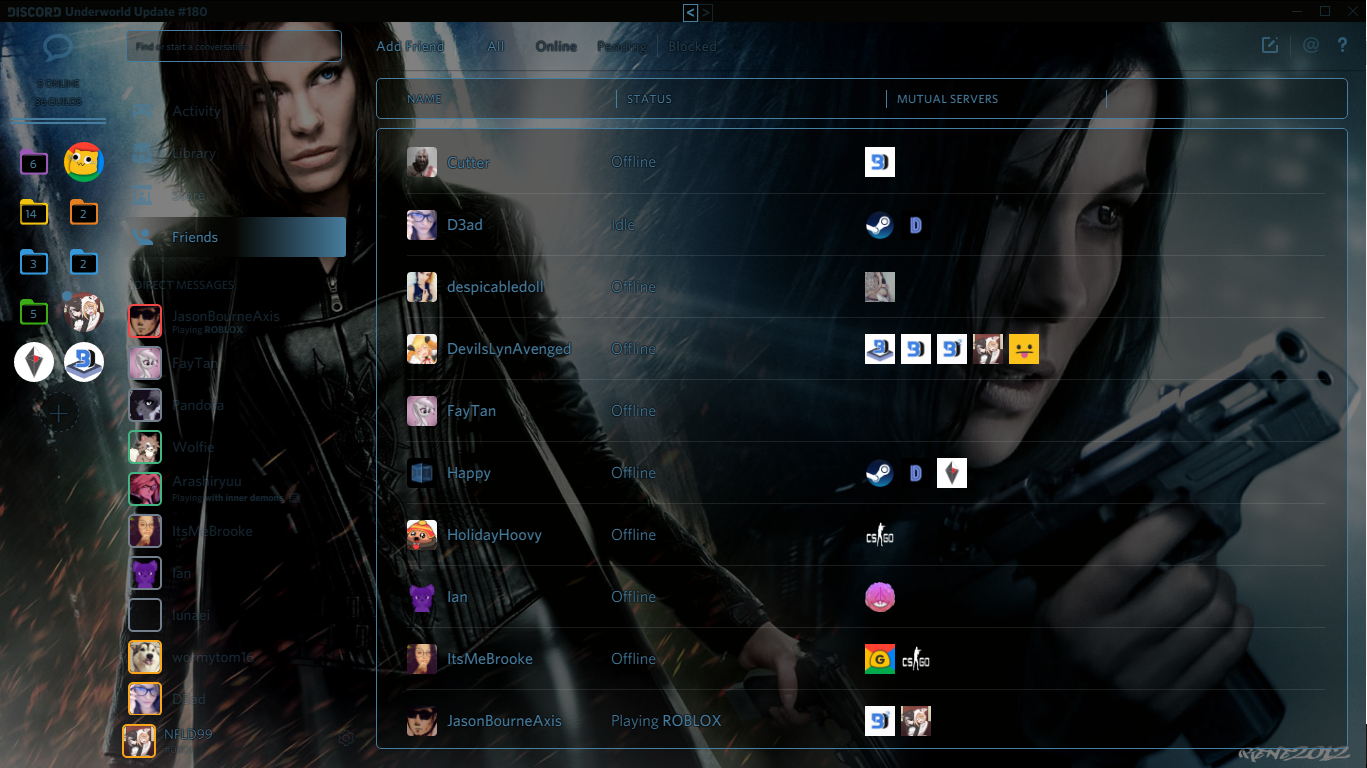 DISCORD Underworld Update #180
< >
Find or start a conversation
Add Friend All Online Pending Blocked
@ ?
5 ONLINE
36 GUILDS
NAME STATUS MUTUAL SERVERS
Activity
Library
Store
Friends
6
14 2
3 2
5
DIRECT MESSAGES
JasonBourneAxis
Playing ROBLOX
FayTan
Pandora
Wolfie
Arashiryuu
Playing with inner demons
ItsMeBrooke
Ian
lunaei
wormytom16
D3ad
NFLD99
Cutter Offline
D3ad Idle
despicabledoll Offline
DevilsLynAvenged Offline
FayTan Offline
Happy Offline
HolidayHoovy Offline CS GO
Ian Offline
ItsMeBrooke Offline G CS GO
JasonBourneAxis Playing ROBLOX